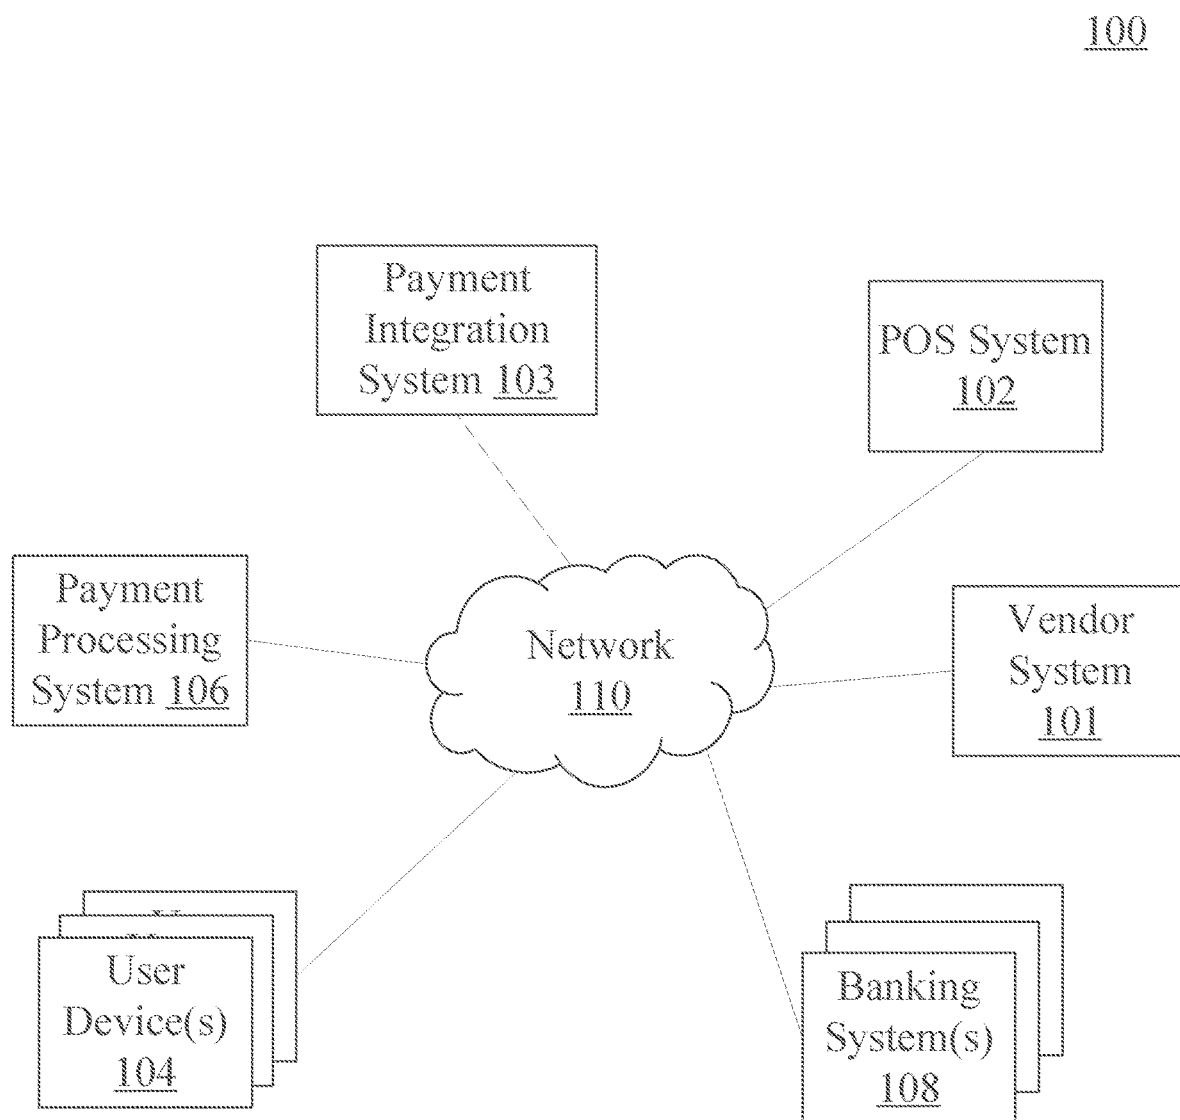 100
Payment
Integration
System 103
POS System
102
Payment
Processing
System 106
Network
110
Vendor
System
101
User
Device(s)
104
Banking
System(s)
108